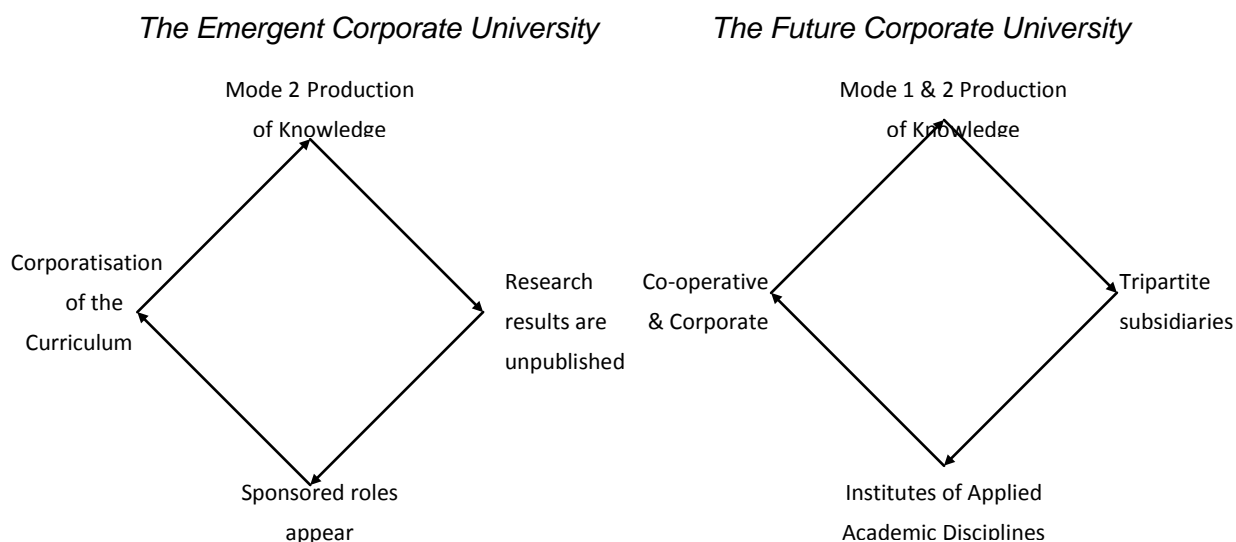 The Emergent Corporate University
Mode 2 Production
of Knowledge
Corporatisation
of the
Curriculum
Research
results are
unpublished
Sponsored roles
appear
The Future Corporate University
Mode 1 & 2 Production
of Knowledge
Co-operative
& Corporate
Tripartite
subsidiaries
Institutes of Applied
Academic Disciplines